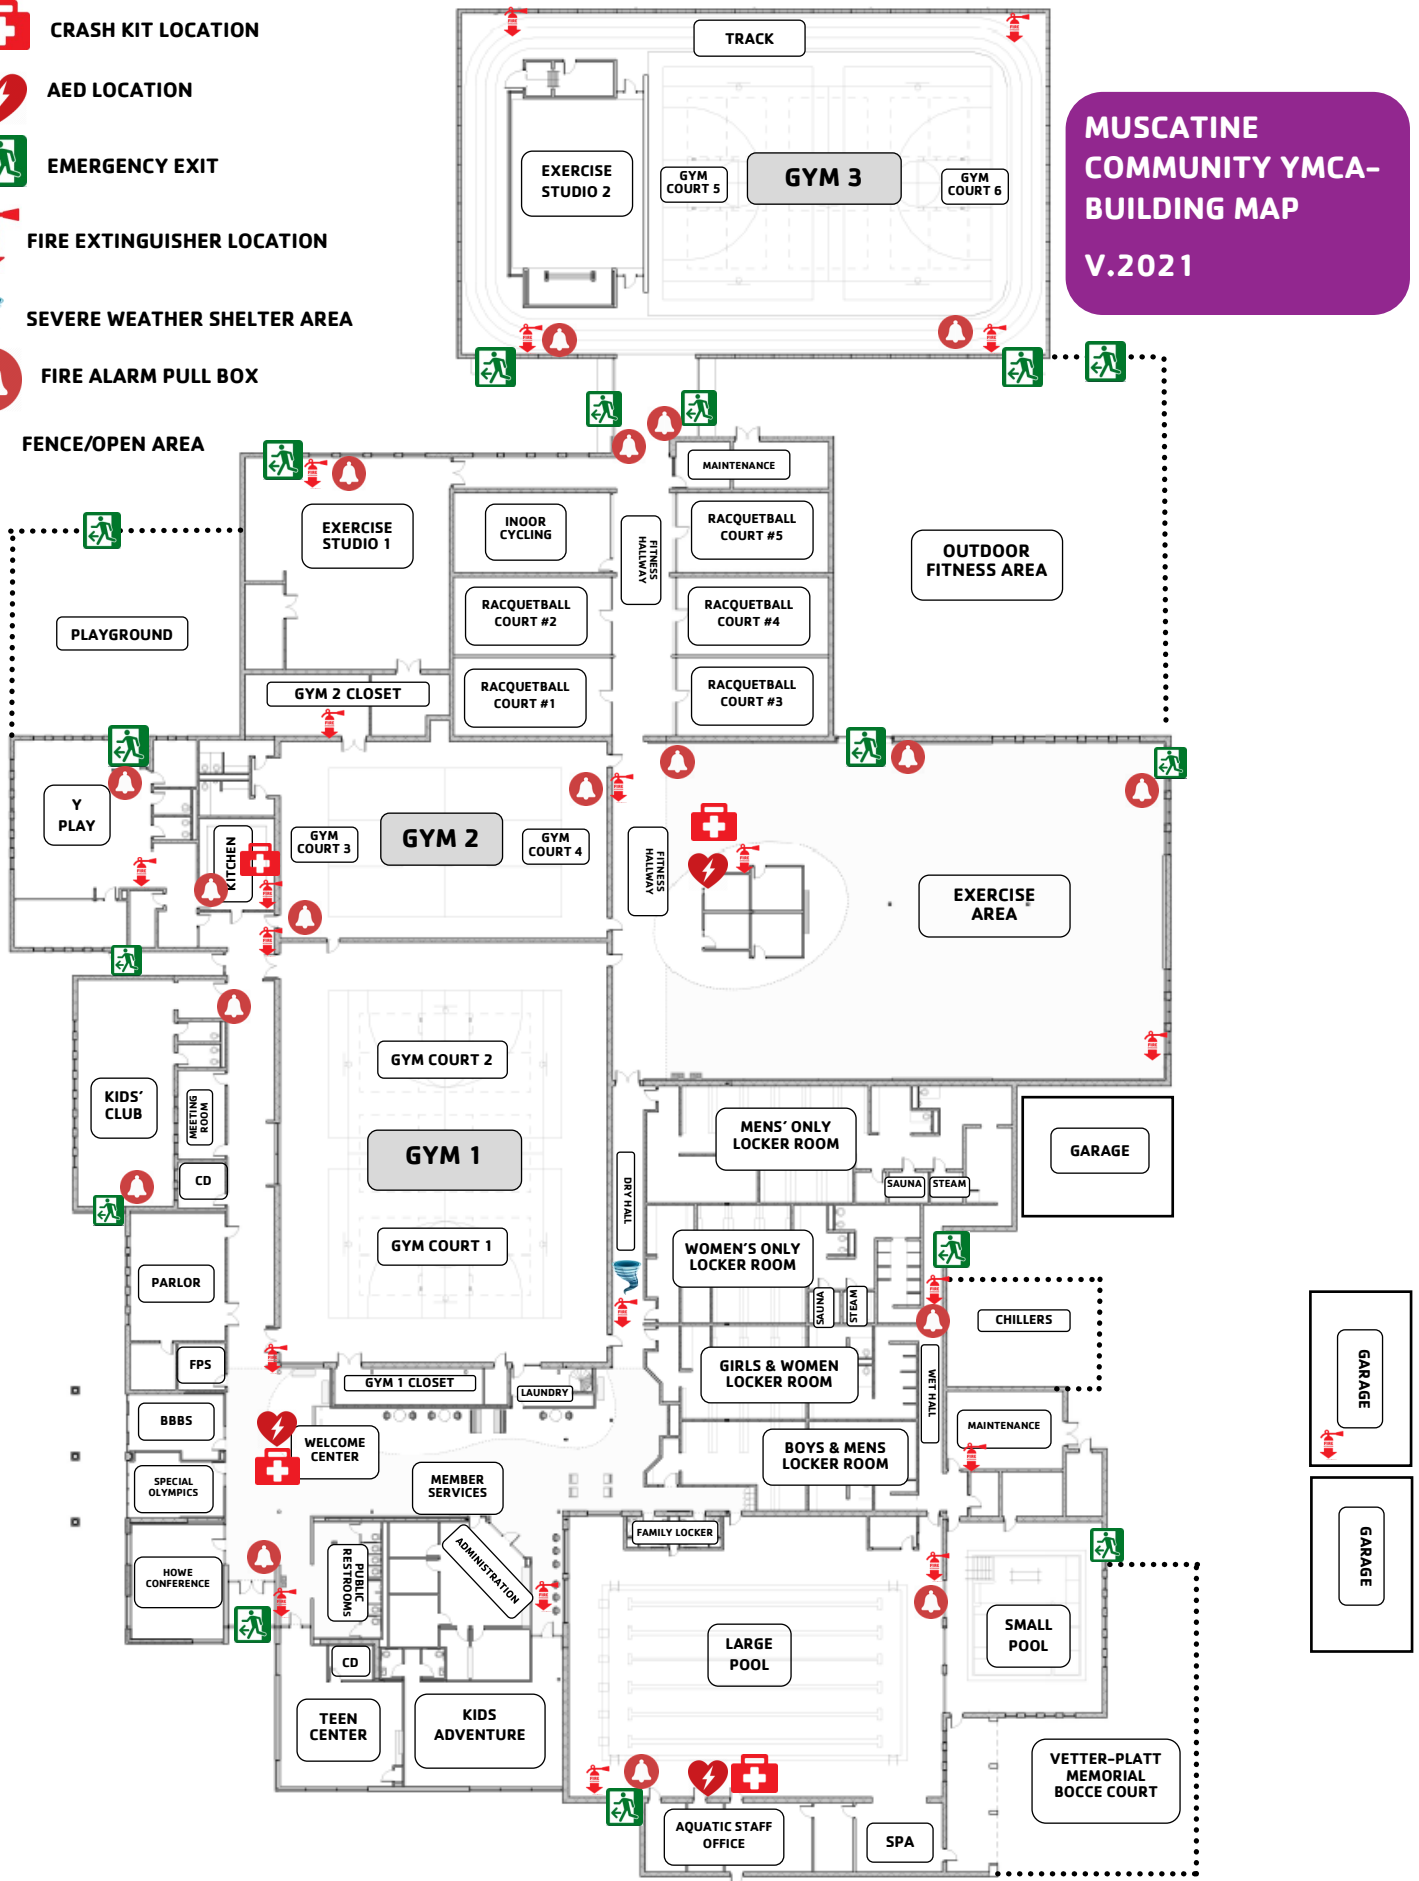 CRASH KIT LOCATION
AED LOCATION
EMERGENCY EXIT
FIRE EXTINGUISHER LOCATION
SEVERE WEATHER SHELTER AREA
FIRE ALARM PULL BOX
FENCE/OPEN AREA
MUSCATINE
COMMUNITY YMCA-
BUILDING MAP
V.2021
TRACK
EXERCISE
STUDIO 2
GYM
COURT 5
GYM 3
GYM
COURT 6
MAINTENANCE
EXERCISE
STUDIO 1
INOOR
CYCLING
FITNESS
HALLWAY
RACQUETBALL
COURT #5
OUTDOOR
FITNESS AREA
RACQUETBALL
COURT #2
RACQUETBALL
COURT #4
PLAYGROUND
RACQUETBALL
COURT #1
RACQUETBALL
COURT #3
GYM 2 CLOSET
Y
PLAY
KITCHEN
GYM
COURT 3
GYM 2
GYM
COURT 4
FITNESS
HALLWAY
EXERCISE
AREA
GYM COURT 2
KIDS'
CLUB
MEETING
ROOM
CD
GYM 1
MENS' ONLY
LOCKER ROOM
GARAGE
SAUNA
STEAM
DRY HALL
GYM COURT 1
WOMEN'S ONLY
LOCKER ROOM
PARLOR
SAUNA
STEAM
CHILLERS
FPS
GYM 1 CLOSET
LAUNDRY
GIRLS & WOMEN
LOCKER ROOM
WET HALL
GARAGE
BBBS
WELCOME
CENTER
BOYS & MENS
LOCKER ROOM
MAINTENANCE
SPECIAL
OLYMPICS
MEMBER
SERVICES
FAMILY LOCKER
HOWE
CONFERENCE
PUBLIC
RESTROOMS
ADMINISTRATION
GARAGE
LARGE
POOL
SMALL
POOL
CD
TEEN
CENTER
KIDS
ADVENTURE
VETTER-PLATT
MEMORIAL
BOCCE COURT
AQUATIC STAFF
OFFICE
SPA